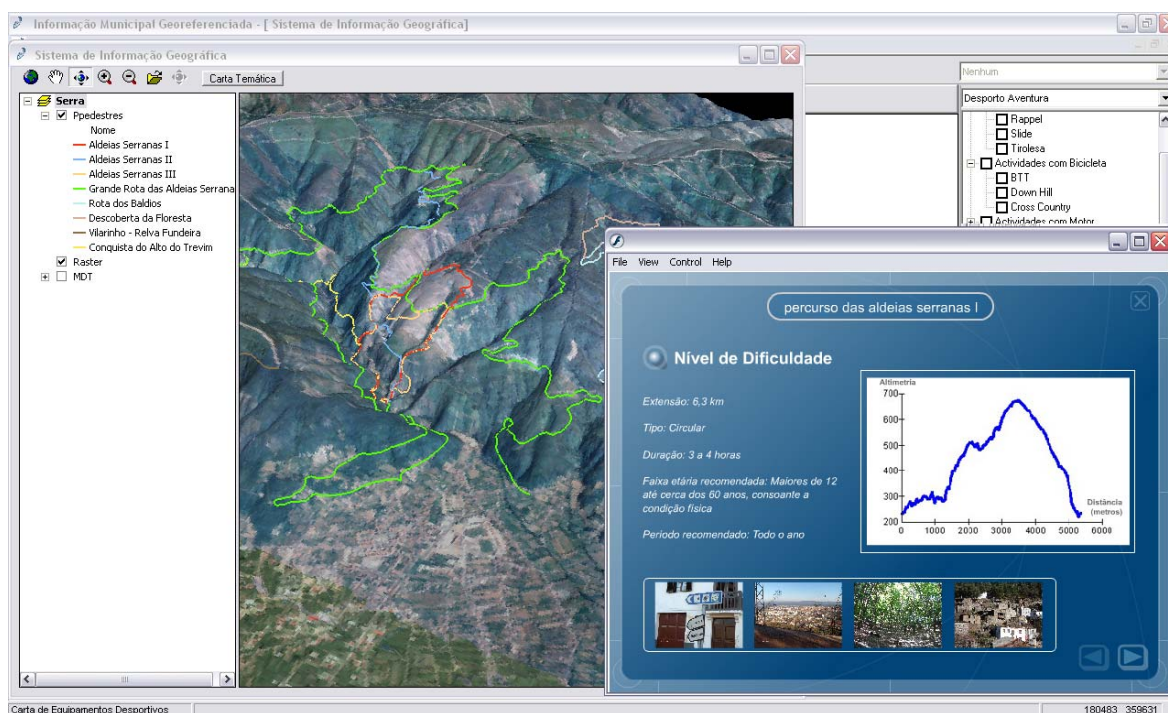 Informação Municipal Georeferenciada - [ Sistema de Informação Geográfica]
Sistema de Informação Geográfica
Carta Temática
Serra
Ppedestres
Nome
Aldeias Serranas I
Aldeias Serranas II
Aldeias Serranas III
Grande Rota das Aldeias Serrana
Rota dos Baldios
Descoberta da Floresta
Vilarinho - Relva Fundeira
Conquista do Alto do Trevim
Raster
MDT
Nenhum
Desporto Aventura
Rappel
Slide
Tirolesa
Actividades com Bicicleta
BTT
Down Hill
Cross Country
Actividades com Motor
File View Control Help
percurso das aldeias serranas I
Nível de Dificuldade
Extensão: 6,3 km
Tipo: Circular
Duração: 3 a 4 horas
Faixa etária recomendada: Maiores de 12
até cerca dos 60 anos, consoante a
condição física
Periodo recomendado: Todo o ano
Altimetria
700
600
500
400
300
200
0 1000 2000 3000 4000 5000 6000
Distância
(metros)
Carta de Equipamentos Desportivos
180483 359631